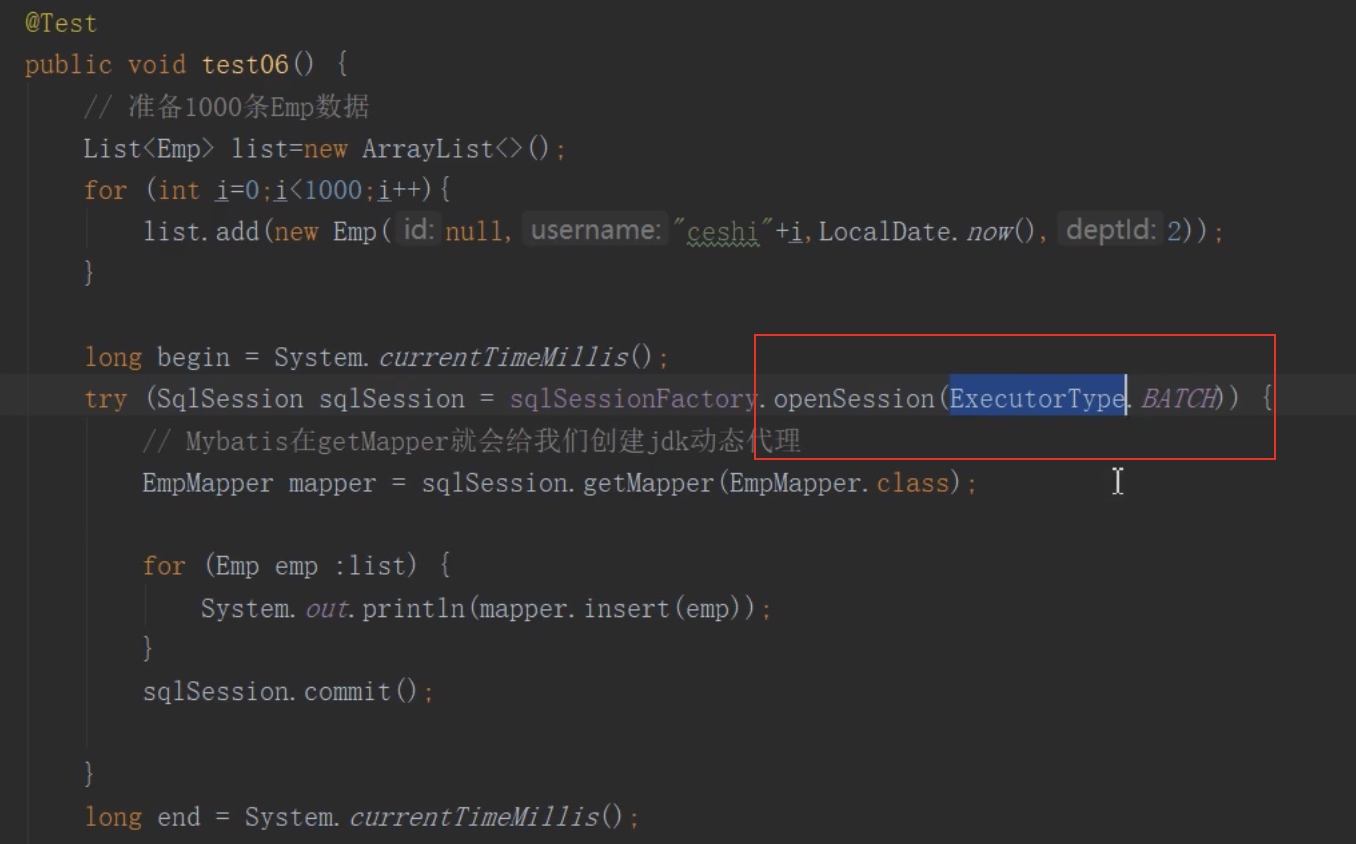 @Test
public void test06() {
// 准备1000条Emp数据
List<Emp> list=new ArrayList<>();
for (int i=0;i<1000;i++){
list.add(new Emp( id: null, username: "ceshi"+i,LocalDate.now(), deptId: 2));
}
long begin = System.currentTimeMillis();
try (SqlSession sqlSession = sqlSessionFactory.openSession(ExecutorType.BATCH)) {
// Mybatis在getMapper就会给我们创建jdk动态代理
EmpMapper mapper = sqlSession.getMapper(EmpMapper.class);
for (Emp emp :list) {
System.out.println(mapper.insert(emp));
}
sqlSession.commit();
}
long end = System.currentTimeMillis();